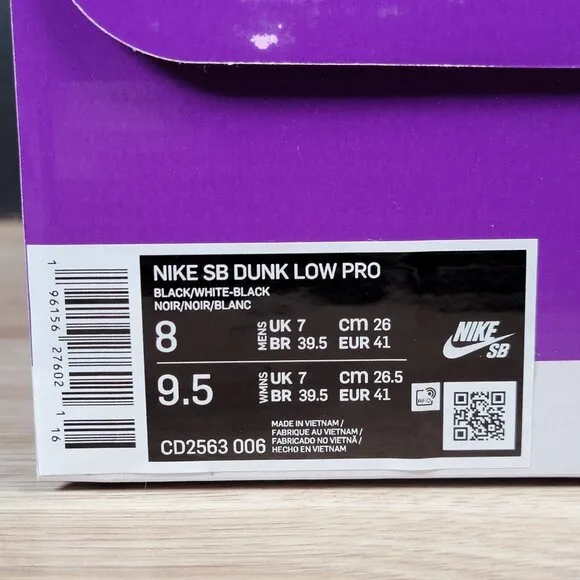 1 96156 27602 1 16
NIKE SB DUNK LOW PRO
BLACK/WHITE-BLACK
NOIR/NOIR/BLANC
8 MENS UK 7 cm 26
BR 39.5 EUR 41
9.5 WMNS UK 7 cm 26.5
BR 39.5 EUR 41
CD2563 006
MADE IN VIETNAM /
FABRIQUE AU VIETNAM /
FABRICADO NO VIETNÃ /
HECHO EN VIETNAM
NIKE
SB
RFID